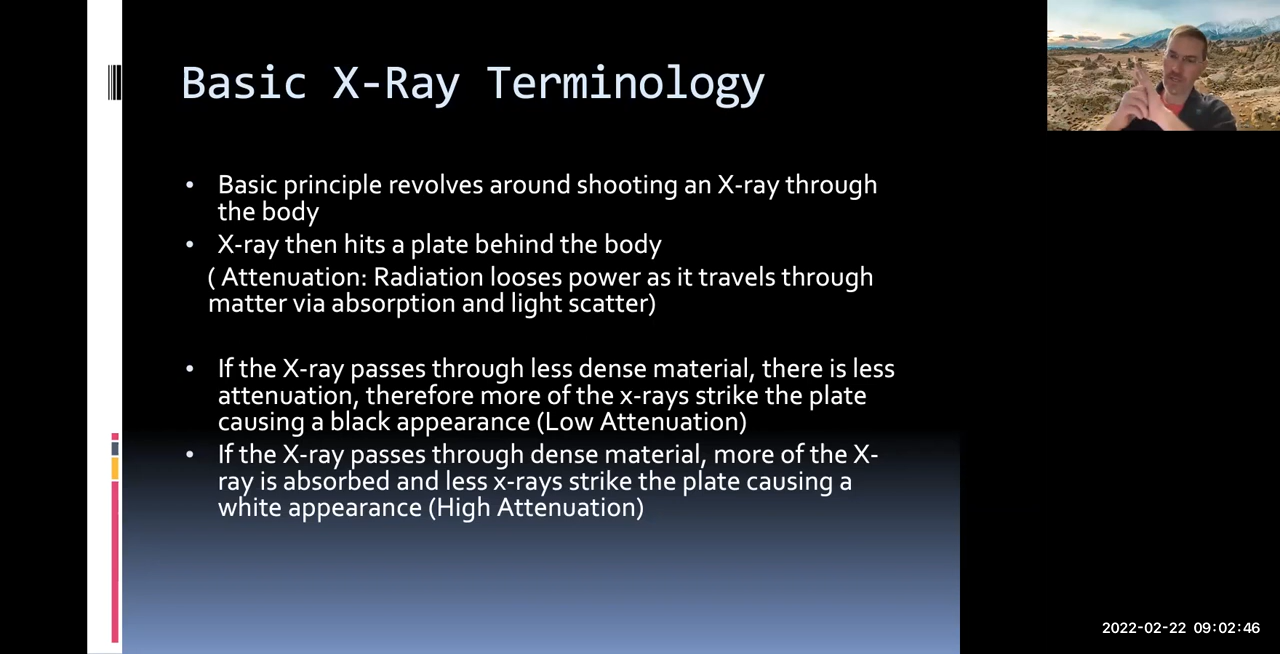 Basic X-Ray Terminology
• Basic principle revolves around shooting an X-ray through
the body
• X-ray then hits a plate behind the body
( Attenuation: Radiation looses power as it travels through
matter via absorption and light scatter)
• If the X-ray passes through less dense material, there is less
attenuation, therefore more of the x-rays strike the plate
causing a black appearance (Low Attenuation)
• If the X-ray passes through dense material, more of the X-
ray is absorbed and less x-rays strike the plate causing a
white appearance (High Attenuation)
2022-02-22 09:02:46